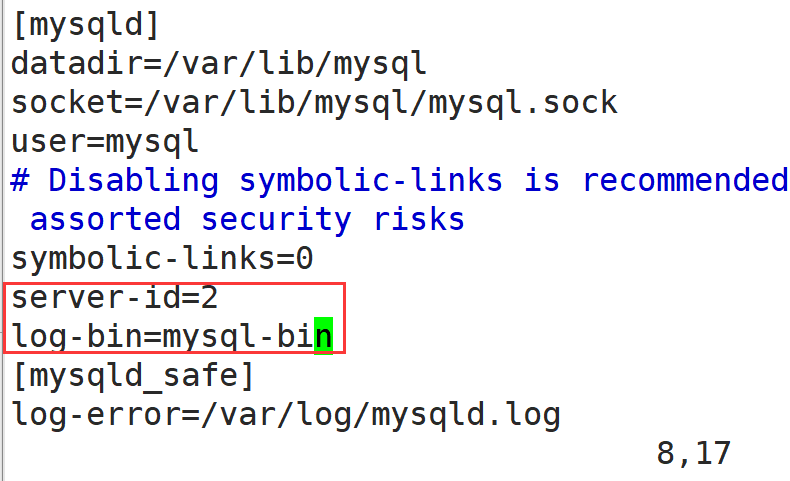 [mysqld]
datadir=/var/lib/mysql
socket=/var/lib/mysql/mysql.sock
user=mysql
# Disabling symbolic-links is recommended
assorted security risks
symbolic-links=0
server-id=2
log-bin=mysql-bin
[mysqld_safe]
log-error=/var/log/mysqld.log
8,17